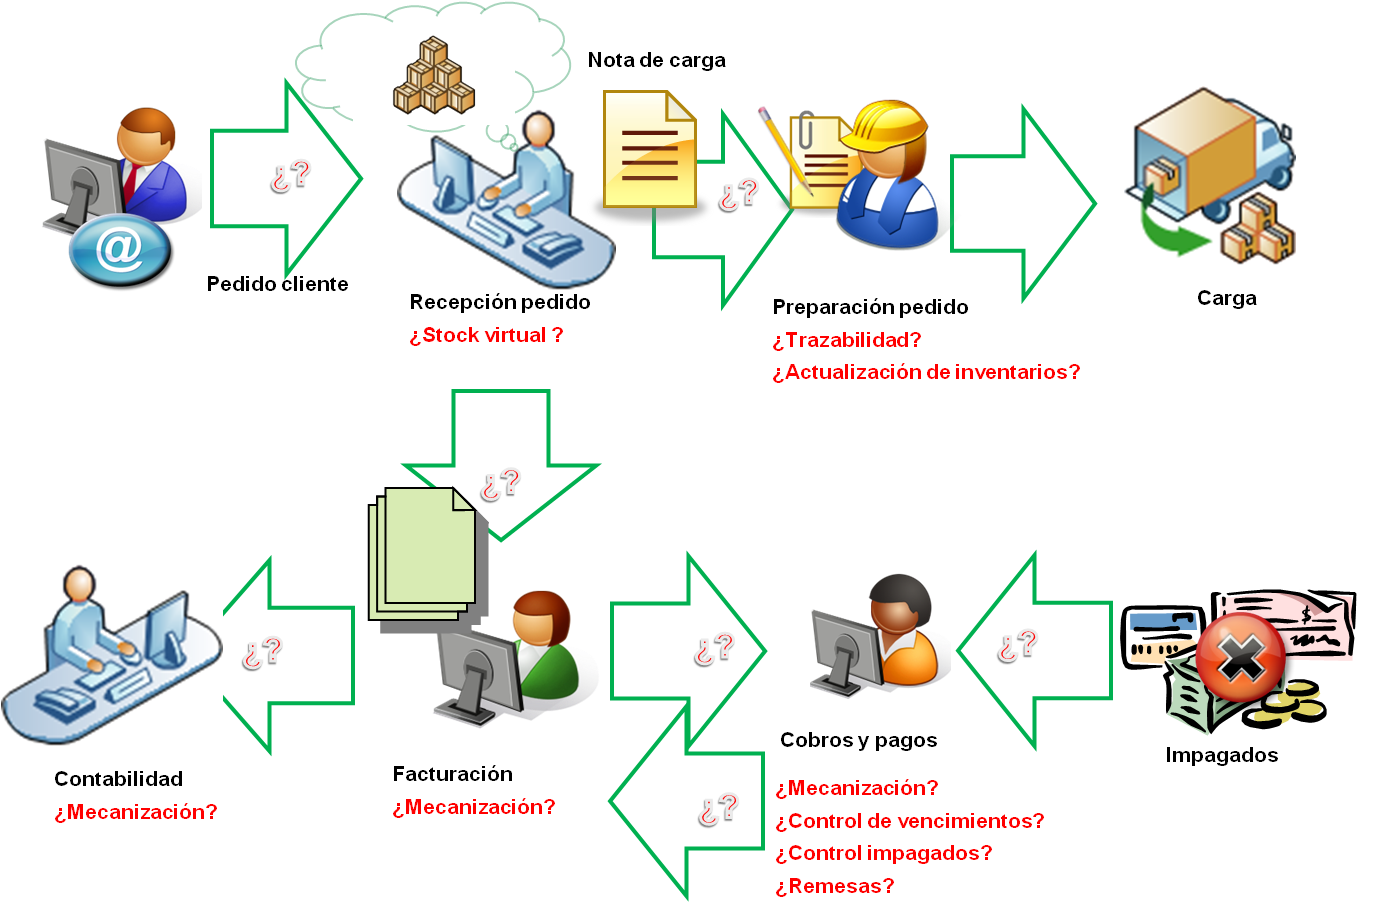 Nota de carga
@
¿?
¿?
Pedido cliente
Recepción pedido
¿Stock virtual ?
Preparación pedido
¿Trazabilidad?
¿Actualización de inventarios?
Carga
¿?
¿?
¿?
¿?
$
Contabilidad
¿Mecanización?
Facturación
¿Mecanización?
¿?
Cobros y pagos
¿Mecanización?
¿Control de vencimientos?
¿Control impagados?
¿Remesas?
Impagados